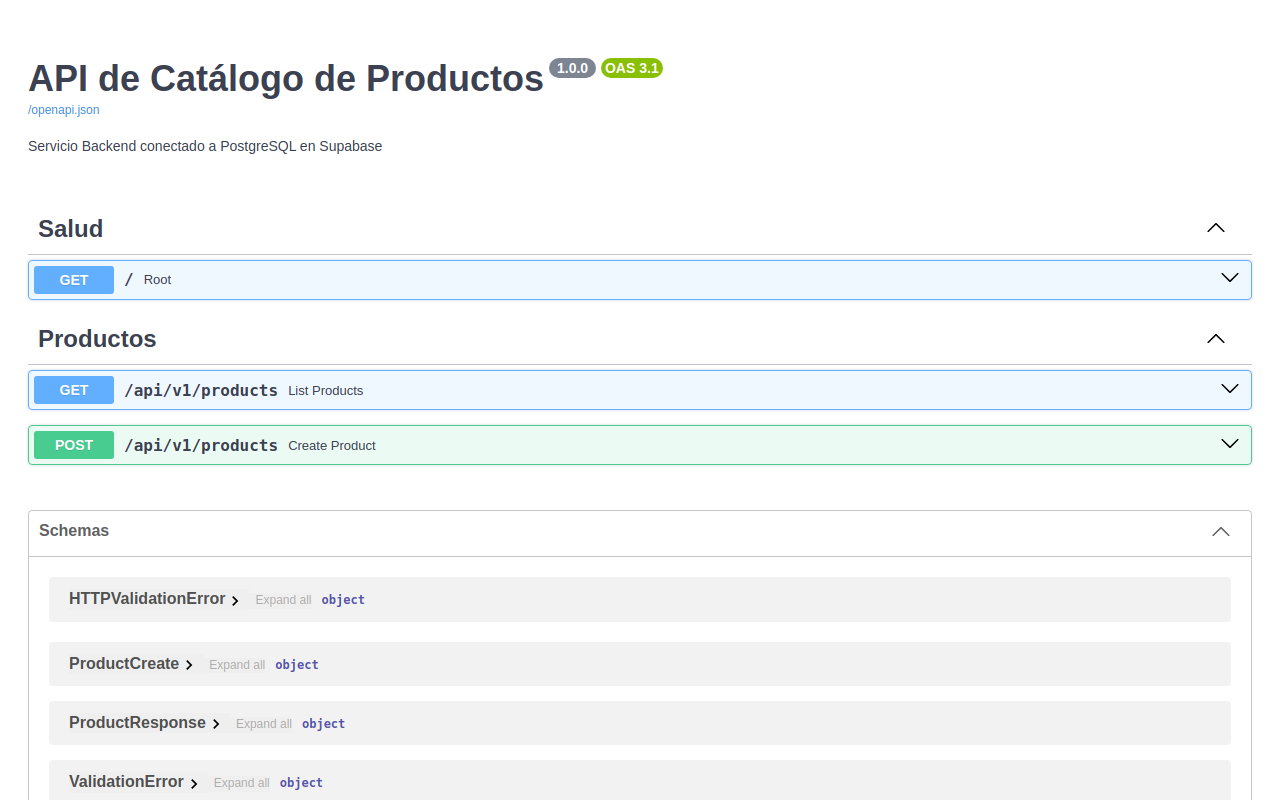 API de Catálogo de Productos 1.0.0 OAS 3.1
/openapi.json
Servicio Backend conectado a PostgreSQL en Supabase
Salud
GET / Root
Productos
GET /api/v1/products List Products
POST /api/v1/products Create Product
Schemas
HTTPValidationError Expand all object
ProductCreate Expand all object
ProductResponse Expand all object
ValidationError Expand all object